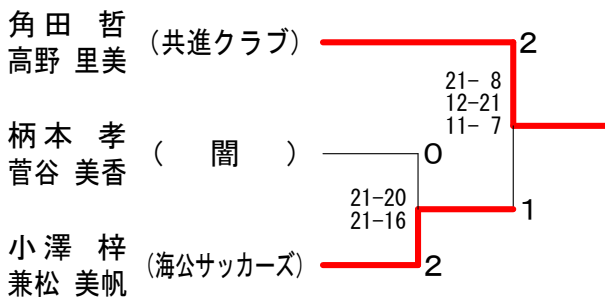 角田 哲
高野 里美
(共進クラブ)
2
21- 8
12-21
11- 7
柄本 孝
菅谷 美香
( 闇 )
0
21-20
21-16
1
小澤 梓
兼松 美帆
(海公サッカーズ)
2